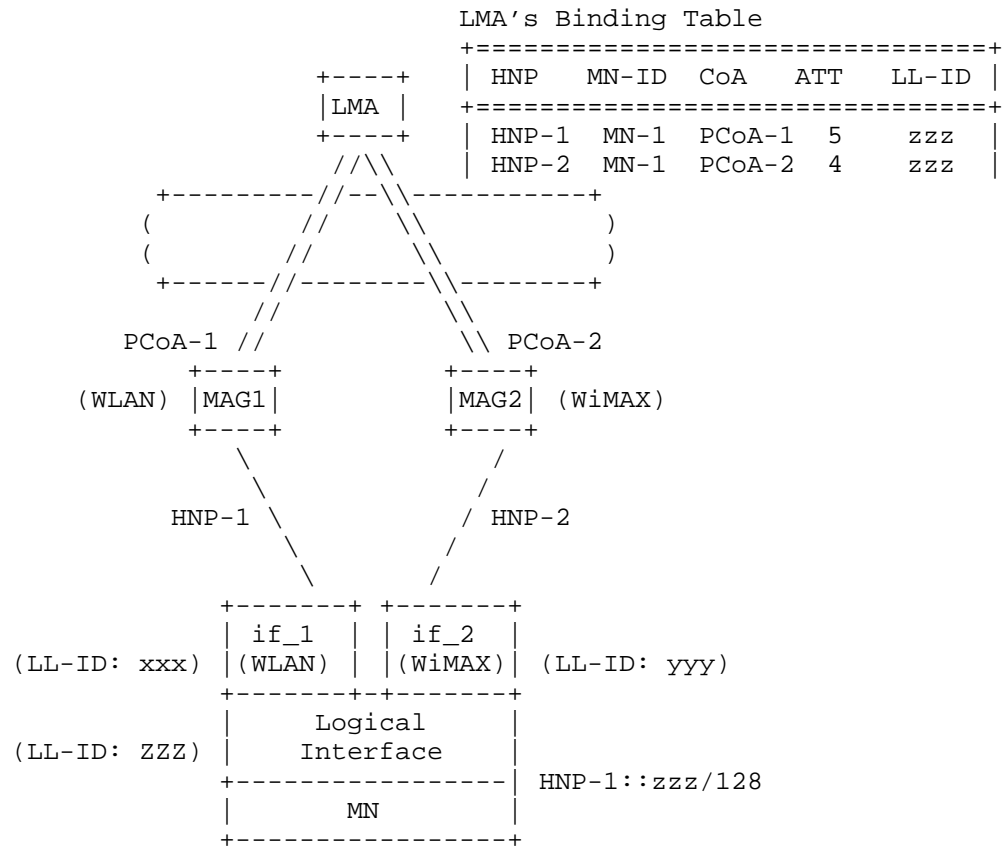 LMA's Binding Table
HNP MN-ID CoA ATT LL-ID
LMA
HNP-1 MN-1 PCoA-1 5 zzz
HNP-2 MN-1 PCoA-2 4 zzz
PCoA-1 PCoA-2
(WLAN) MAG1 MAG2 (WiMAX)
HNP-1 HNP-2
if_1 if_2
(LL-ID: xxx) (WLAN) (WiMAX) (LL-ID: yyy)
Logical
(LL-ID: ZZZ) Interface
HNP-1::zzz/128
MN